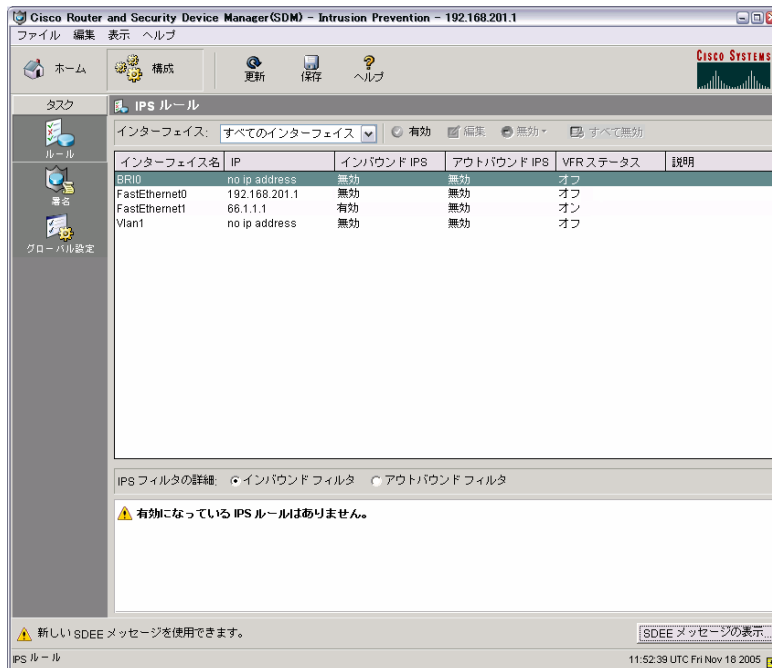 Cisco Router and Security Device Manager(SDM) - Intrusion Prevention - 192.168.201.1
ファイル 編集 表示 ヘルプ
ホーム 構成 更新 保存 ヘルプ
CISCO SYSTEMS
タスク IPS ルール
インターフェイス: すべてのインターフェイス 有効 編集 無効 すべて無効
ルール
インターフェイス名 IP インバウンド IPS アウトバウンド IPS VFR ステータス 説明
BRI0 no ip address 無効 無効 オフ
FastEthernet0 192.168.201.1 無効 無効 オフ
FastEthernet1 66.1.1.1 有効 無効 オン
Vlan1 no ip address 無効 無効 オフ
署名
グローバル設定
IPS フィルタの詳細: インバウンド フィルタ アウトバウンド フィルタ
有効になっている IPS ルールはありません。
新しい SDEE メッセージを使用できます。 SDEE メッセージの表示...
IPS ルール 11:52:39 UTC Fri Nov 18 2005